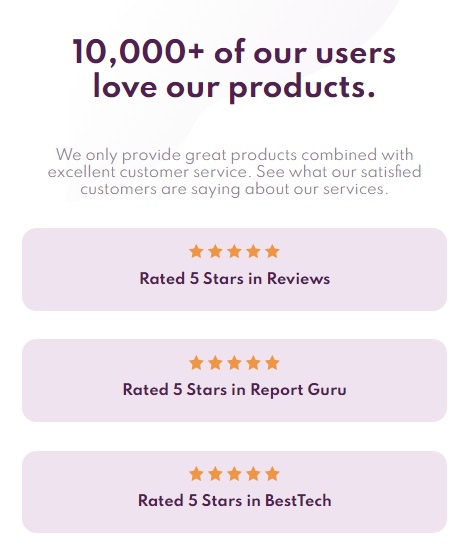 10,000+ of our users
love our products.
We only provide great products combined with
excellent customer service. See what our satisfied
customers are saying about our services.
Rated 5 Stars in Reviews
Rated 5 Stars in Report Guru
Rated 5 Stars in BestTech